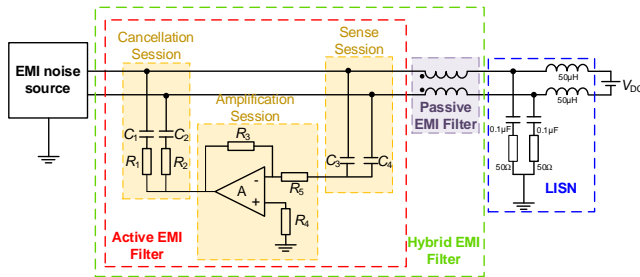 Cancellation
Session
Sense
Session
EMI noise
source
Amplification
Session
C1
C2
R1
R2
R3
A
-
+
R5
R4
C3
C4
Passive
EMI Filter
50μH
50μH
VDC
0.1μF
0.1μF
50Ω
50Ω
LISN
Active EMI
Filter
Hybrid EMI
Filter